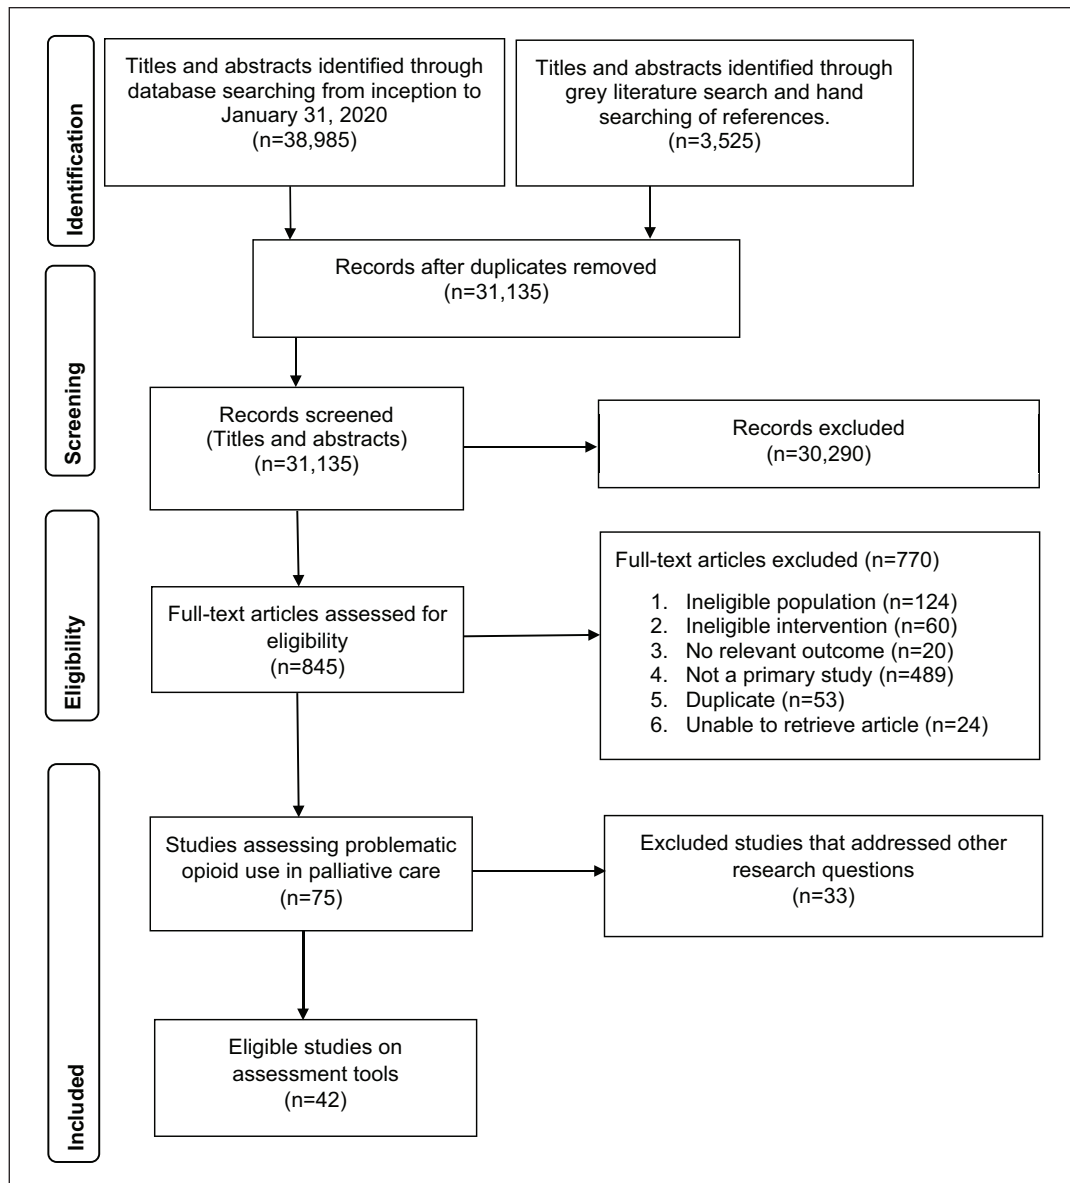 Identification
Titles and abstracts identified through
database searching from inception to
January 31, 2020
(n=38,985)
Titles and abstracts identified through
grey literature search and hand
searching of references.
(n=3,525)
Records after duplicates removed
(n=31,135)
Screening
Records screened
(Titles and abstracts)
(n=31,135)
Records excluded
(n=30,290)
Eligibility
Full-text articles assessed for
eligibility
(n=845)
Full-text articles excluded (n=770)
1. Ineligible population (n=124)
2. Ineligible intervention (n=60)
3. No relevant outcome (n=20)
4. Not a primary study (n=489)
5. Duplicate (n=53)
6. Unable to retrieve article (n=24)
Included
Studies assessing problematic
opioid use in palliative care
(n=75)
Excluded studies that addressed other
research questions
(n=33)
Eligible studies on
assessment tools
(n=42)